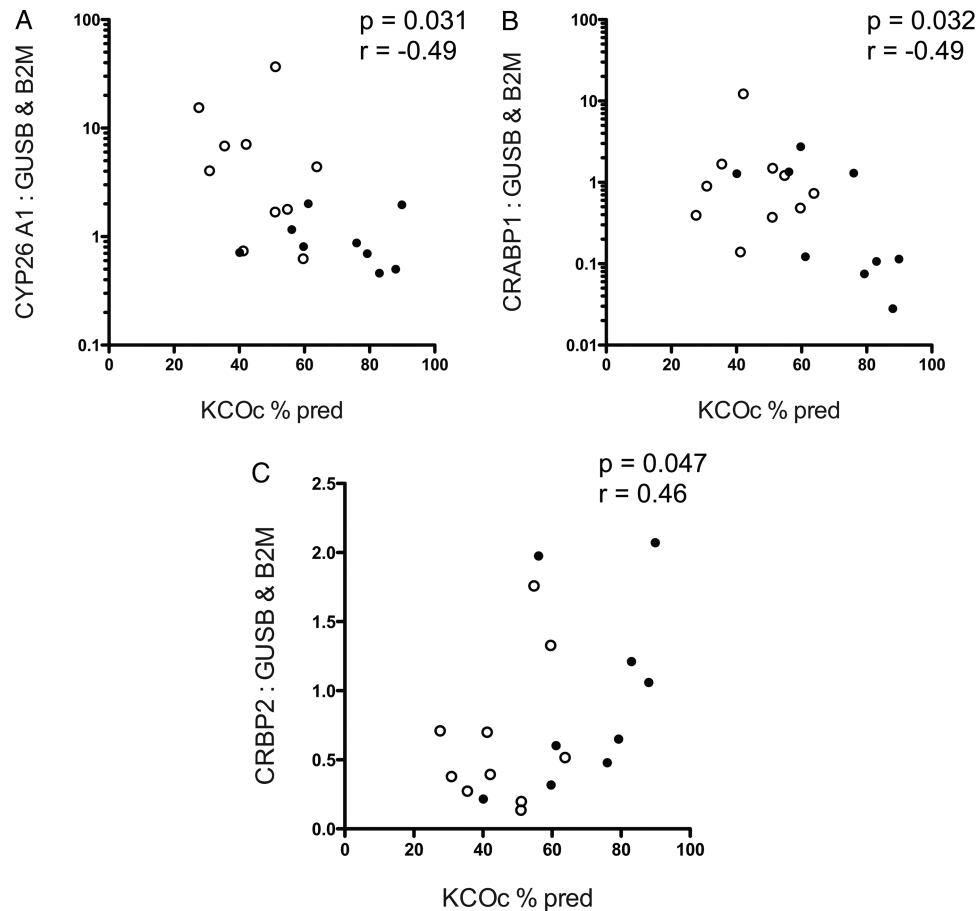 A
p = 0.031
r = -0.49
CYP26 A1 : GUSB & B2M
100
10
1
0.1
0 20 40 60 80 100
KCOc % pred
B
p = 0.032
r = -0.49
CRABP1 : GUSB & B2M
100
10
1
0.1
0.01
0 20 40 60 80 100
KCOc % pred
C
p = 0.047
r = 0.46
CRBP2 : GUSB & B2M
2.5
2.0
1.5
1.0
0.5
0.0
0 20 40 60 80 100
KCOc % pred